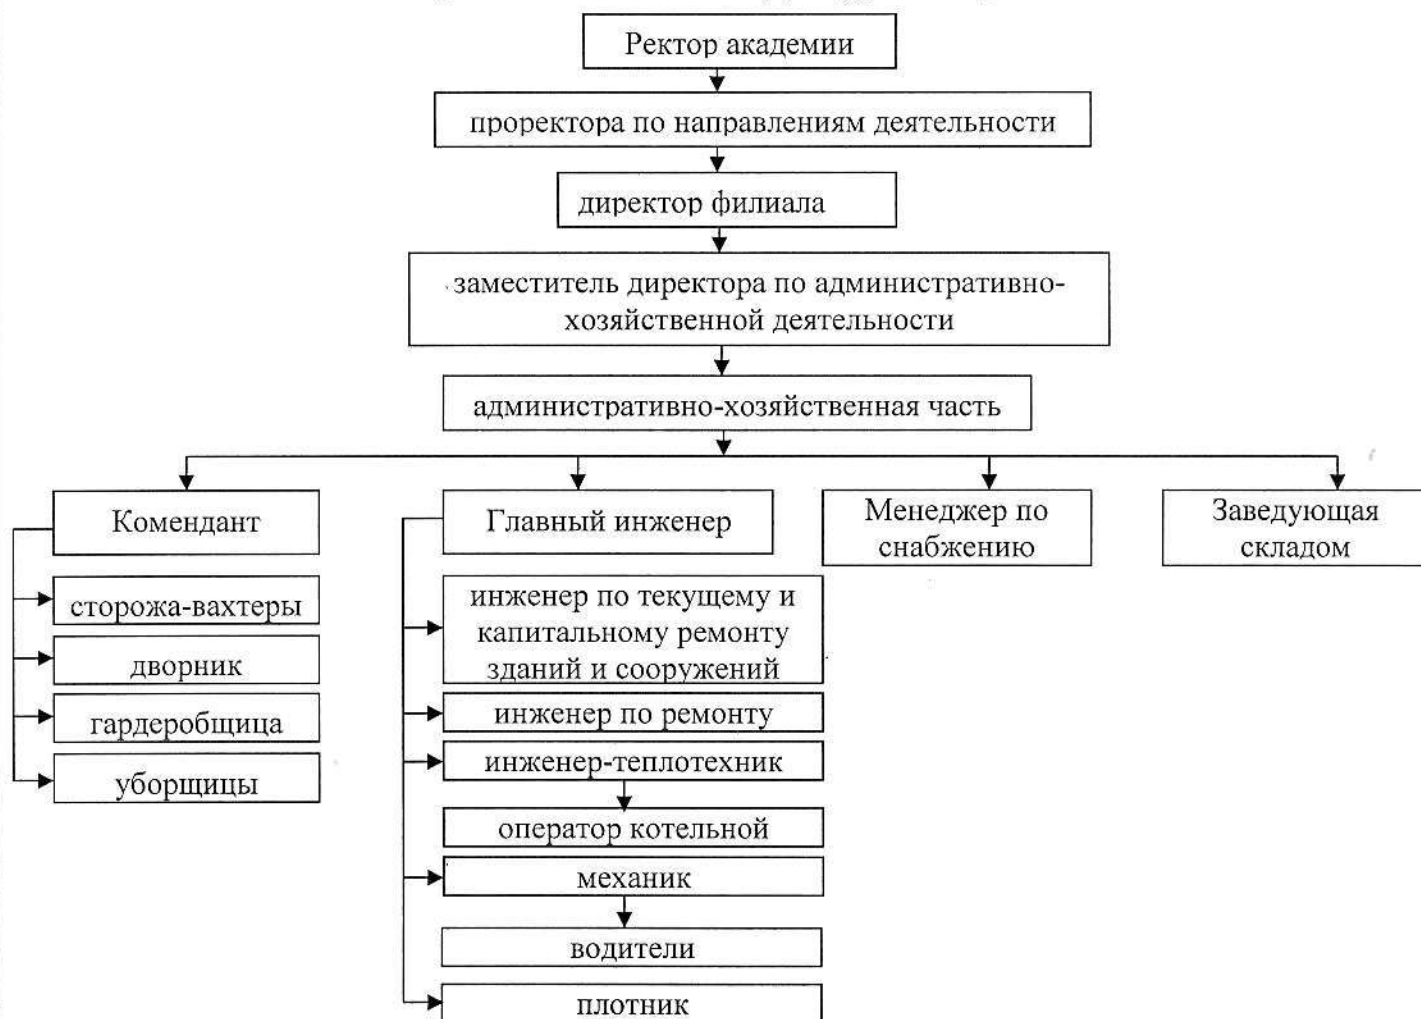 Ректор академии
проректора по направлениям деятельности
директор филиала
заместитель директора по административно-
хозяйственной деятельности
административно-хозяйственная часть
Комендант
Главный инженер
Менеджер по
снабжению
Заведующая
складом
сторожа-вахтеры
дворник
гардеробщица
уборщицы
инженер по текущему и
капитальному ремонту
зданий и сооружений
инженер по ремонту
инженер-теплотехник
оператор котельной
механик
водители
плотник